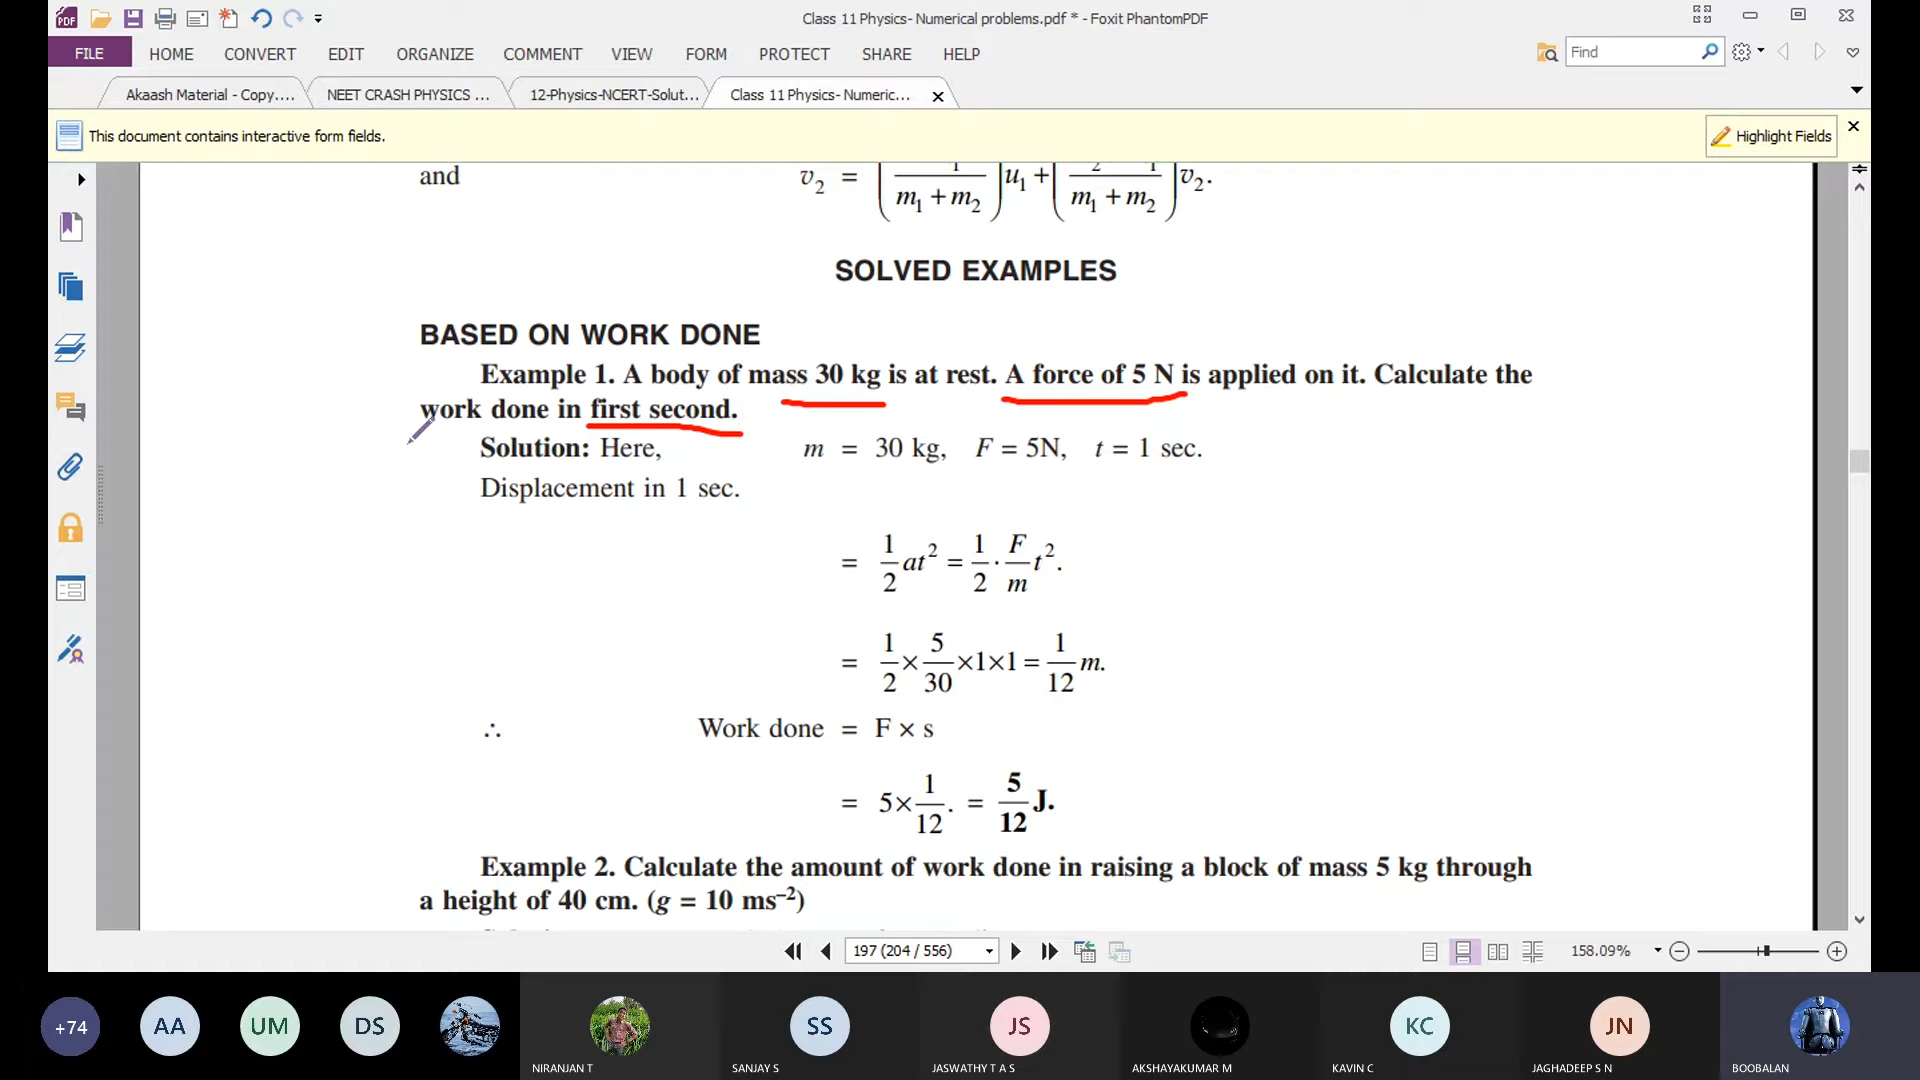 PDF
Class 11 Physics- Numerical problems.pdf * - Foxit PhantomPDF
FILE HOME CONVERT EDIT ORGANIZE COMMENT VIEW FORM PROTECT SHARE HELP
Find
Akaash Material - Copy.... NEET CRASH PHYSICS ... 12-Physics-NCERT-Solut... Class 11 Physics- Numeric...
This document contains interactive form fields.
Highlight Fields
and v₂ = ( / m₁ + m₂ ) u₁ + ( / m₁ + m₂ ) v₂.
SOLVED EXAMPLES
BASED ON WORK DONE
Example 1. A body of mass 30 kg is at rest. A force of 5 N is applied on it. Calculate the
work done in first second.
Solution: Here, m = 30 kg, F = 5N, t = 1 sec.
Displacement in 1 sec.
= 1/2 at² = 1/2 · F/m t².
= 1/2 × 5/30 × 1 × 1 = 1/12 m.
∴ Work done = F × s
= 5 × 1/12 . = 5/12 J.
Example 2. Calculate the amount of work done in raising a block of mass 5 kg through
a height of 40 cm. (g = 10 ms⁻²)
197 (204 / 556)
158.09%
+74 AA UM DS SS JS KC JN
NIRANJAN T SANJAY S JASWATHY T A S AKSHAYAKUMAR M KAVIN C JAGHADEEP S N BOOBALAN